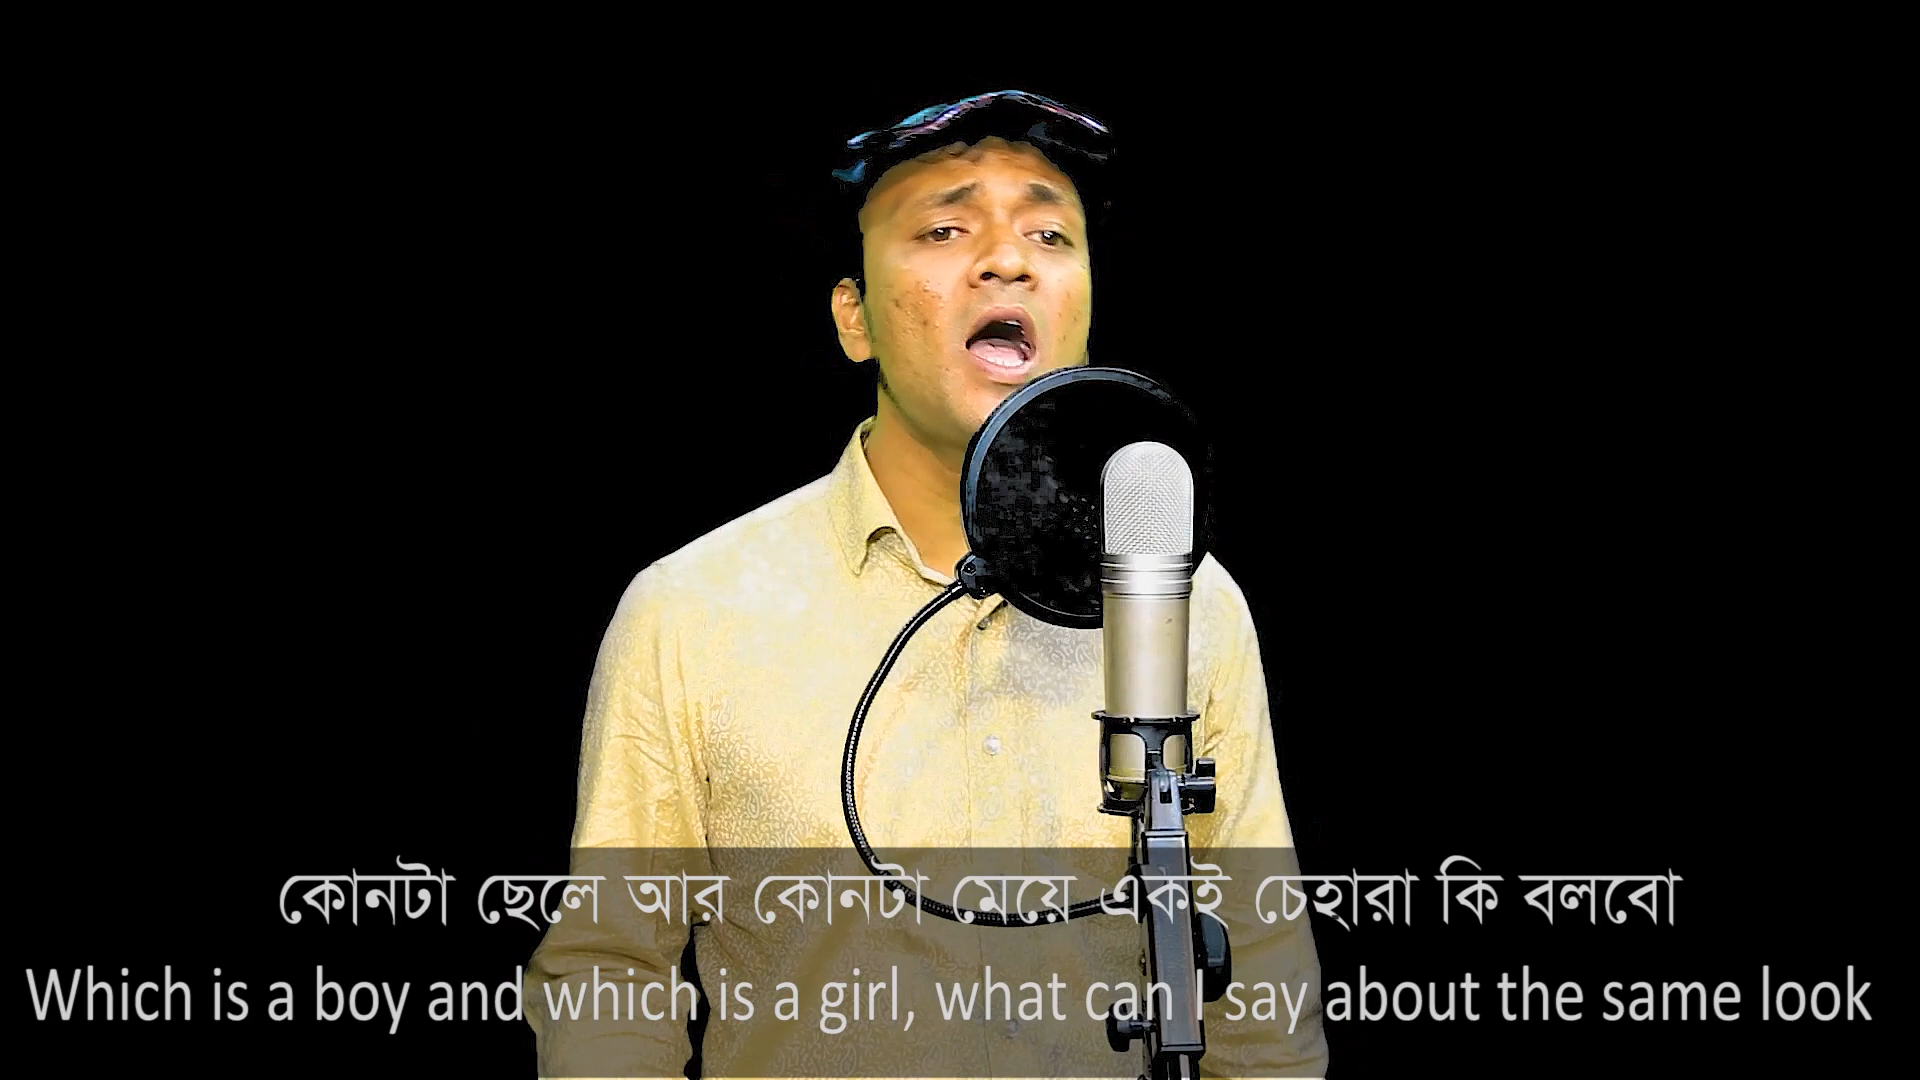 কোনটা ছেলে আর কোনটা মেয়ে একই চেহারা কি বলবো
Which is a boy and which is a girl, what can I say about the same look